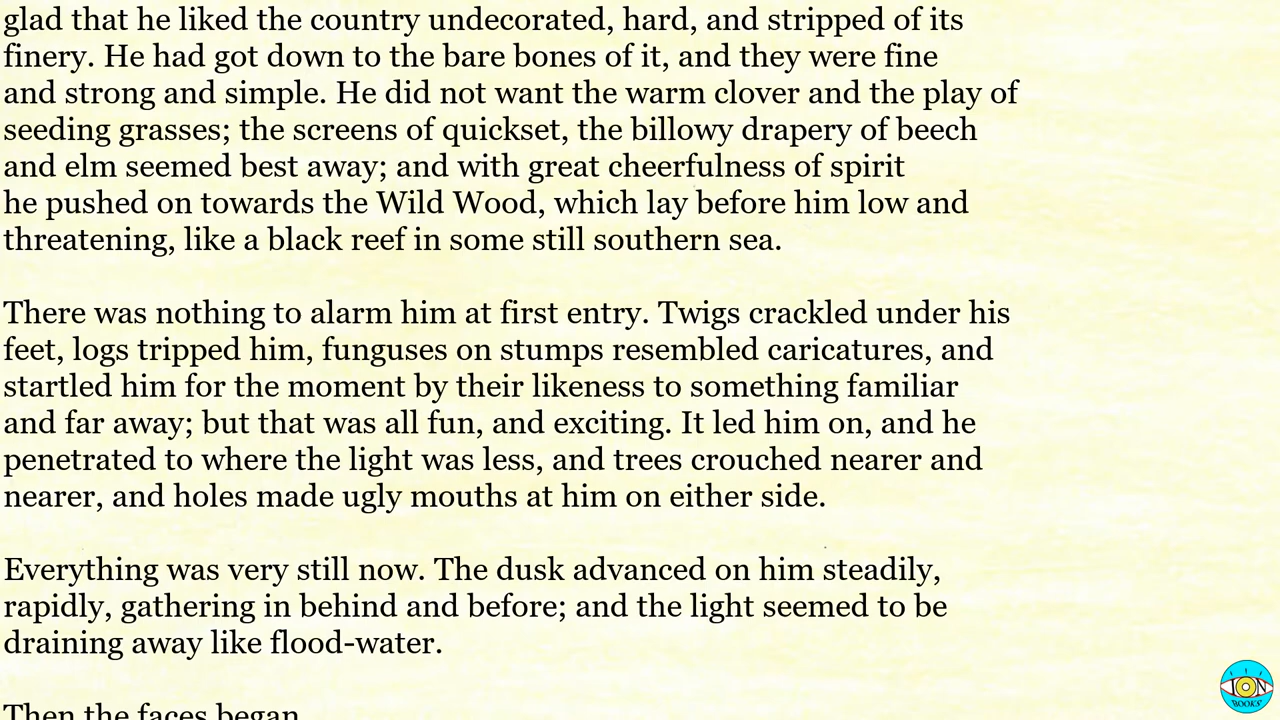 glad that he liked the country undecorated, hard, and stripped of its
finery. He had got down to the bare bones of it, and they were fine
and strong and simple. He did not want the warm clover and the play of
seeding grasses; the screens of quickset, the billowy drapery of beech
and elm seemed best away; and with great cheerfulness of spirit
he pushed on towards the Wild Wood, which lay before him low and
threatening, like a black reef in some still southern sea.
There was nothing to alarm him at first entry. Twigs crackled under his
feet, logs tripped him, funguses on stumps resembled caricatures, and
startled him for the moment by their likeness to something familiar
and far away; but that was all fun, and exciting. It led him on, and he
penetrated to where the light was less, and trees crouched nearer and
nearer, and holes made ugly mouths at him on either side.
Everything was very still now. The dusk advanced on him steadily,
rapidly, gathering in behind and before; and the light seemed to be
draining away like flood-water.
Then the faces began
ION
BOOKS